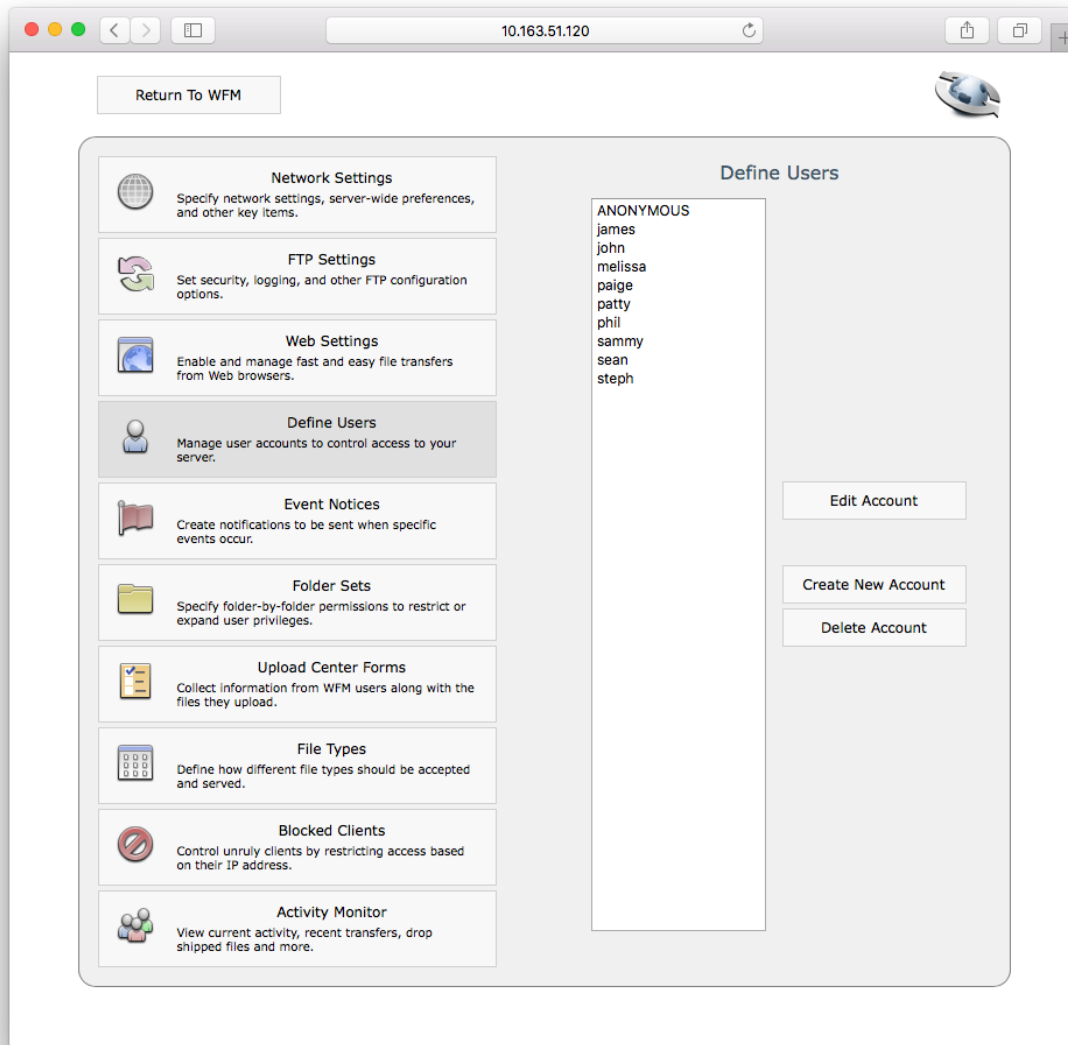 10.163.51.120
Return To WFM
Network Settings
Specify network settings, server-wide preferences,
and other key items.
FTP Settings
Set security, logging, and other FTP configuration
options.
Web Settings
Enable and manage fast and easy file transfers
from Web browsers.
Define Users
Manage user accounts to control access to your
server.
Event Notices
Create notifications to be sent when specific
events occur.
Folder Sets
Specify folder-by-folder permissions to restrict or
expand user privileges.
Upload Center Forms
Collect information from WFM users along with the
files they upload.
File Types
Define how different file types should be accepted
and served.
Blocked Clients
Control unruly clients by restricting access based
on their IP address.
Activity Monitor
View current activity, recent transfers, drop
shipped files and more.
Define Users
ANONYMOUS
james
john
melissa
paige
patty
phil
sammy
sean
steph
Edit Account
Create New Account
Delete Account